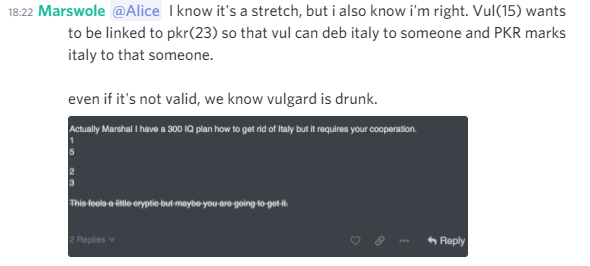 18:22 Marswole @Alice I know it's a stretch, but i also know i'm right. Vul(15) wants
to be linked to pkr(23) so that vul can deb italy to someone and PKR marks
italy to that someone.
even if it's not valid, we know vulgard is drunk.
Actually Marshal I have a 300 IQ plan how to get rid of Italy but it requires your cooperation.
1
5
2
3
This feels a little cryptic but maybe you are going to get it.
2 Replies
Reply